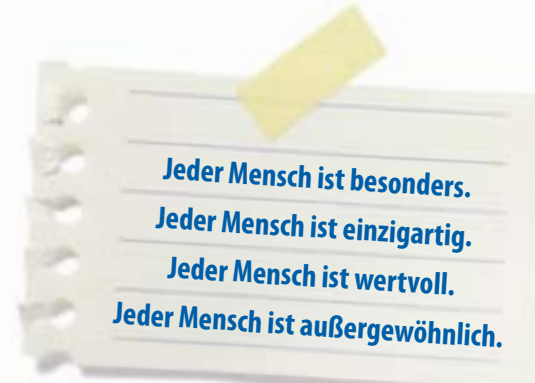 Jeder Mensch ist besonders.
Jeder Mensch ist einzigartig.
Jeder Mensch ist wertvoll.
Jeder Mensch ist außergewöhnlich.